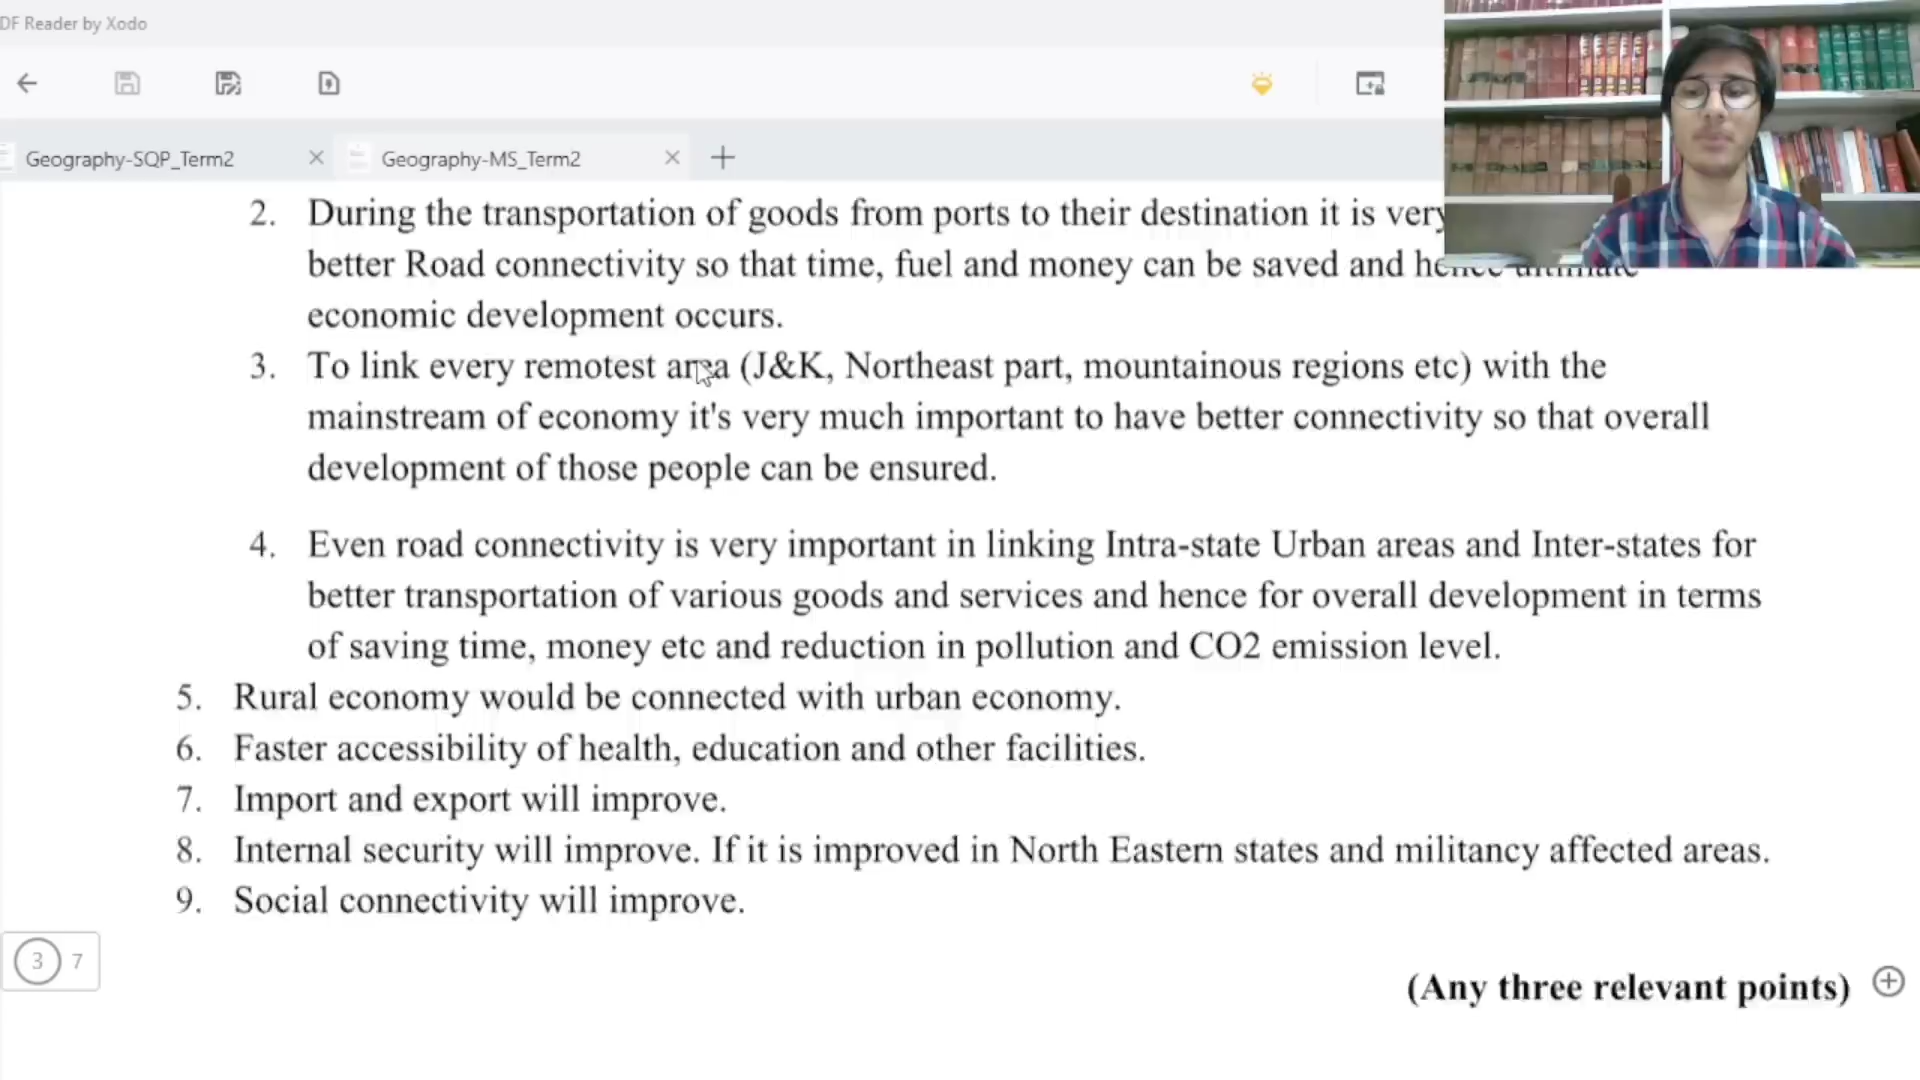 DF Reader by Xodo
Geography-SQP_Term2
Geography-MS_Term2
2. During the transportation of goods from ports to their destination it is very
better Road connectivity so that time, fuel and money can be saved and hence ultimate
economic development occurs.
3. To link every remotest area (J&K, Northeast part, mountainous regions etc) with the
mainstream of economy it's very much important to have better connectivity so that overall
development of those people can be ensured.
4. Even road connectivity is very important in linking Intra-state Urban areas and Inter-states for
better transportation of various goods and services and hence for overall development in terms
of saving time, money etc and reduction in pollution and CO2 emission level.
5. Rural economy would be connected with urban economy.
6. Faster accessibility of health, education and other facilities.
7. Import and export will improve.
8. Internal security will improve. If it is improved in North Eastern states and militancy affected areas.
9. Social connectivity will improve.
3 7
(Any three relevant points)